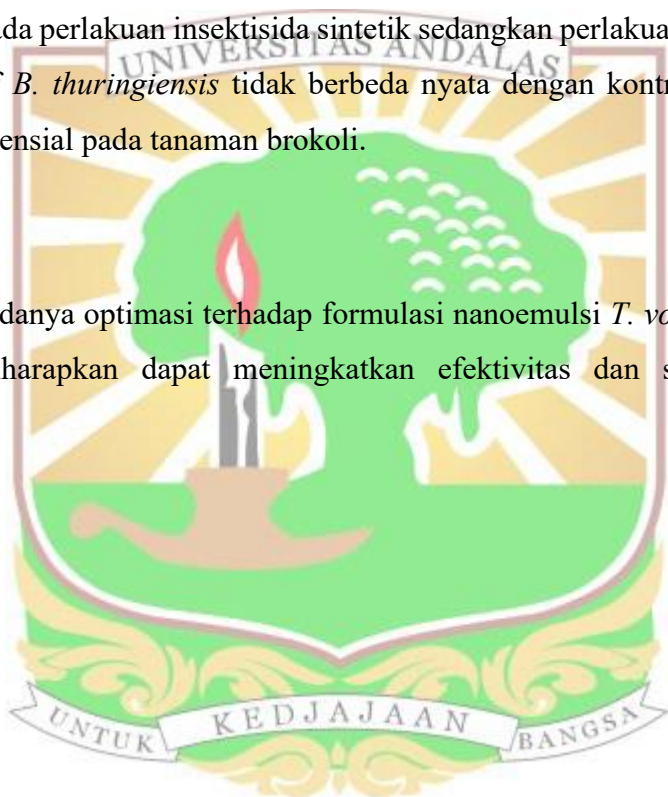 ada perlakuan insektisida sintetik sedangkan perlakua
UNIVERSITAS ANDALAS
B. thuringiensis tidak berbeda nyata dengan kontr
ensial pada tanaman brokoli.
danya optimasi terhadap formulasi nanoemulsi T. vo
harapkan dapat meningkatkan efektivitas dan s
UNTUK KEDJAJAAN BANGSA